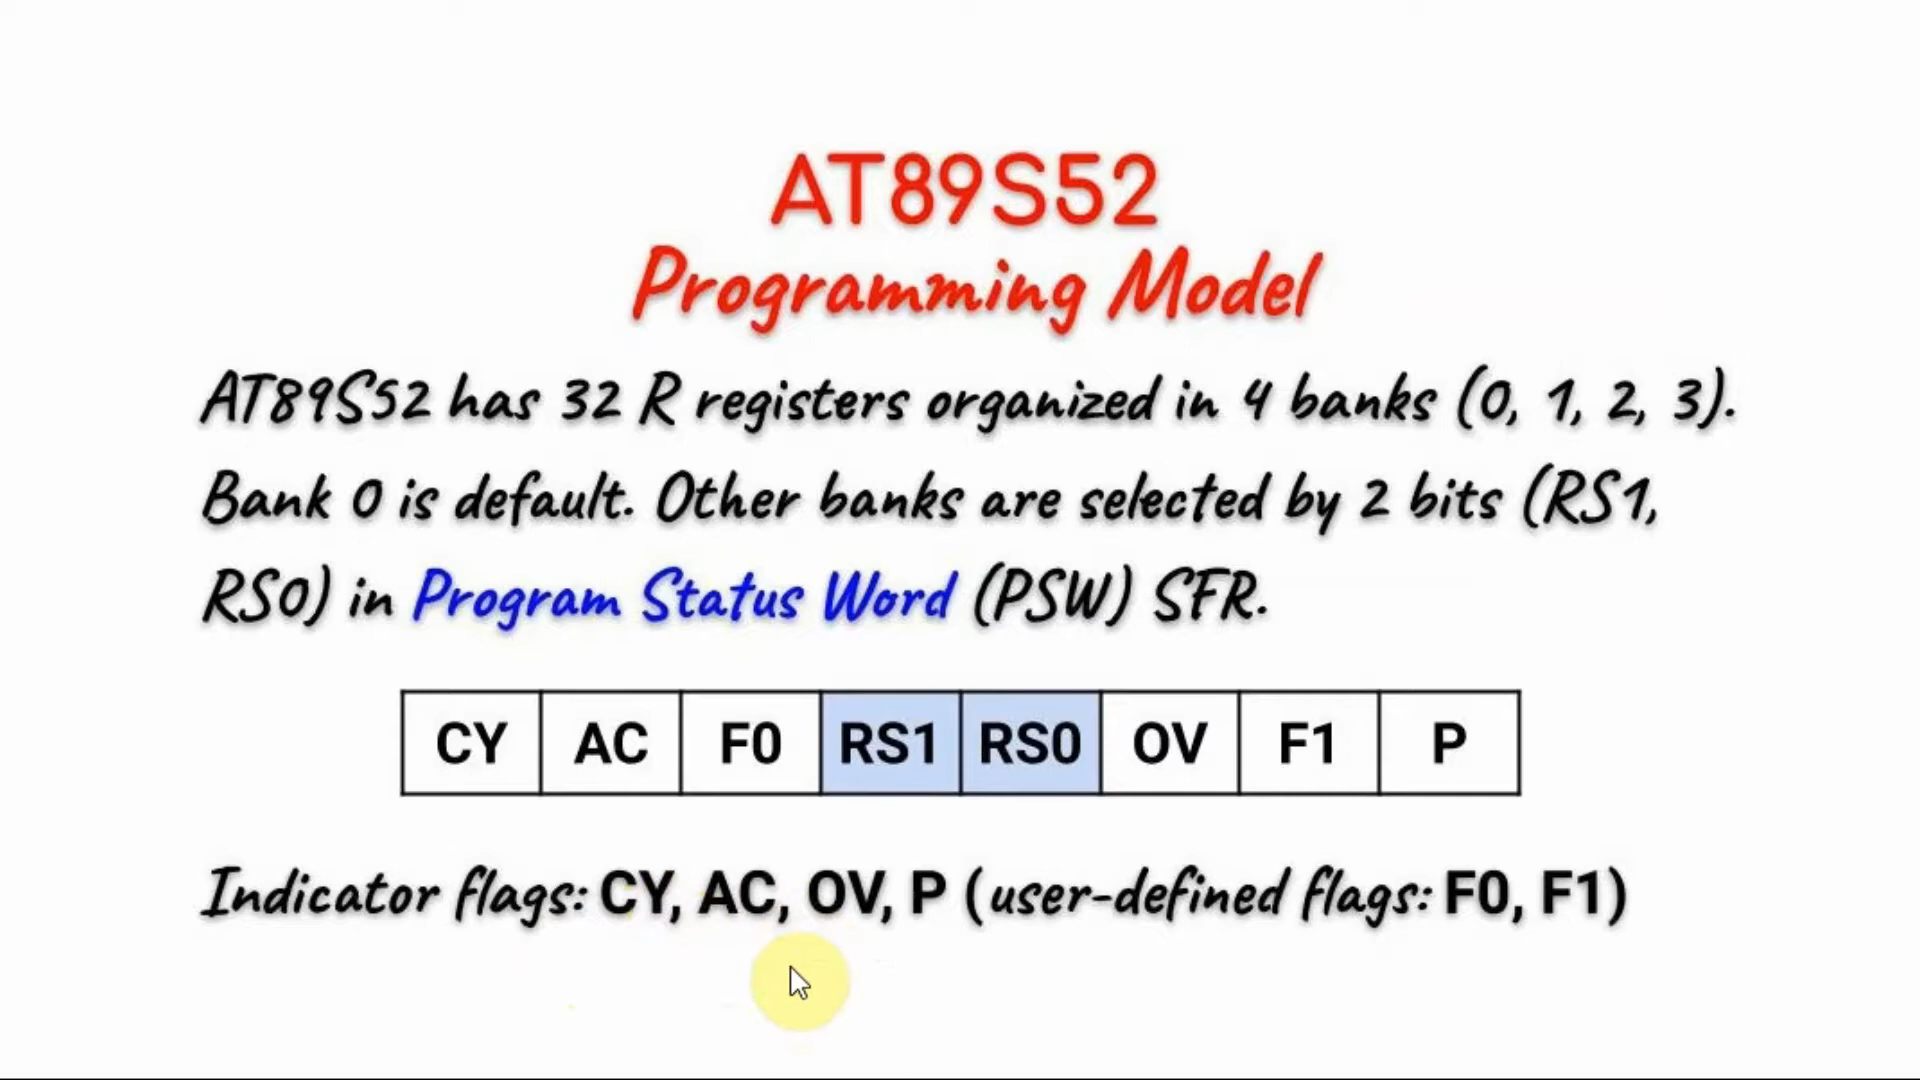 AT89S52
Programming Model
AT89S52 has 32 R registers organized in 4 banks (0, 1, 2, 3).
Bank 0 is default. Other banks are selected by 2 bits (RS1,
RS0) in Program Status Word (PSW) SFR.
CY AC F0 RS1 RS0 OV F1 P
Indicator flags: CY, AC, OV, P (user-defined flags: F0, F1)